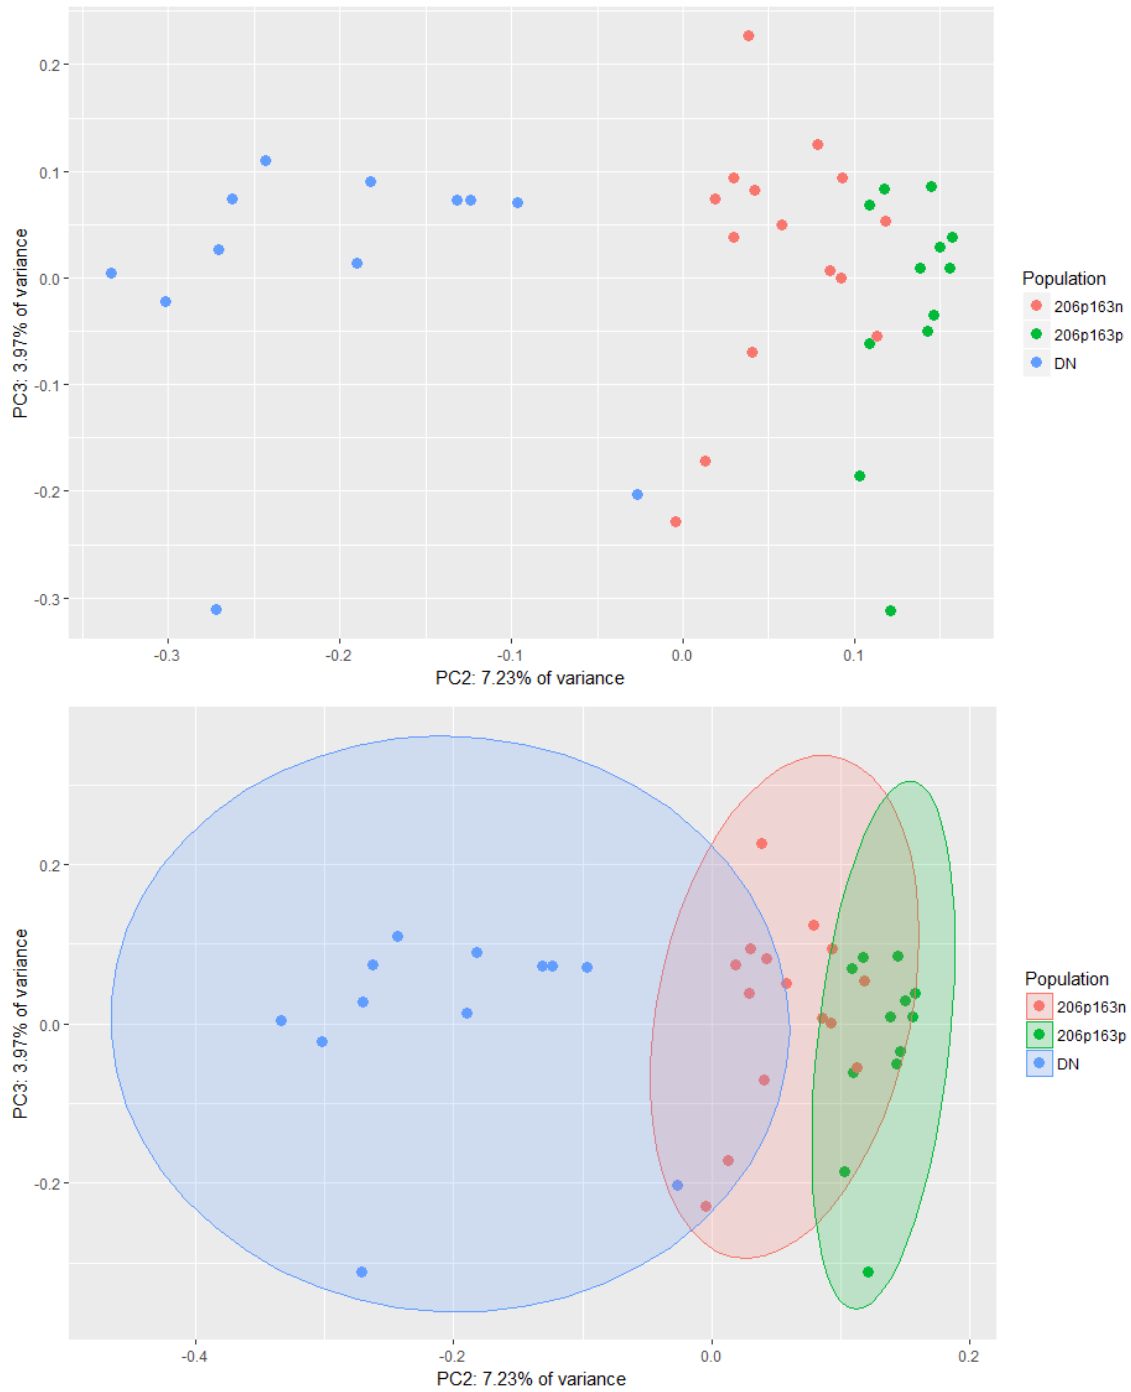 0.2
0.1
0.0
-0.1
-0.2
-0.3
PC3: 3.97% of variance
-0.3
-0.2
-0.1
0.0
0.1
PC2: 7.23% of variance
Population
206p163n
206p163p
DN
0.2
0.0
-0.2
PC3: 3.97% of variance
-0.4
-0.2
0.0
0.2
PC2: 7.23% of variance
Population
206p163n
206p163p
DN